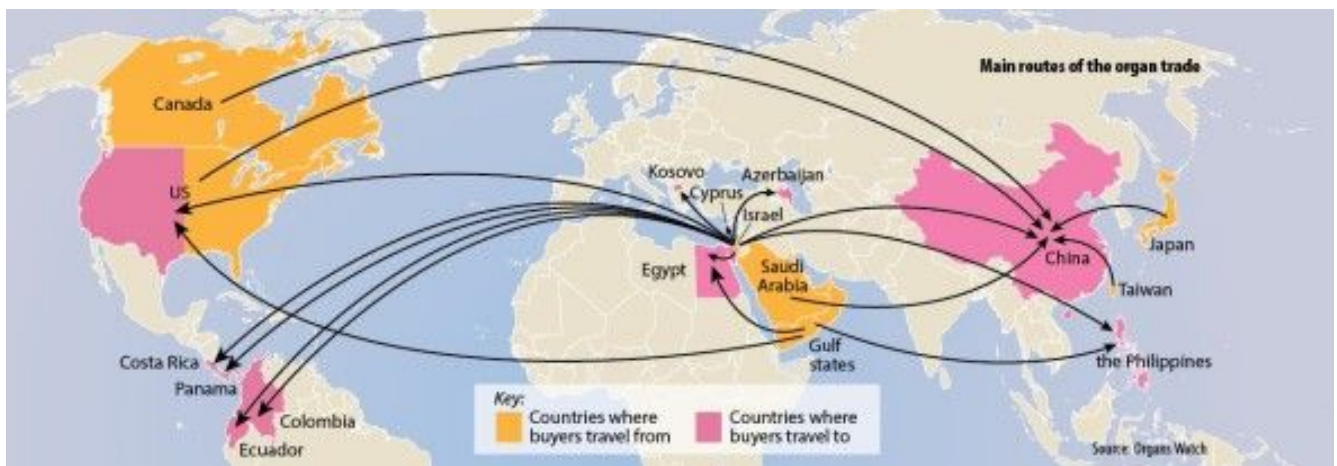 Main routes of the organ trade
Canada
US
Kosovo
Azerbaijan
Cyprus
Israel
Egypt
Saudi
Arabia
China
Japan
Taiwan
Gulf
states
the Philippines
Costa Rica
Panama
Colombia
Ecuador
Key:
Countries where
buyers travel from
Countries where
buyers travel to
Source: Organs Watch